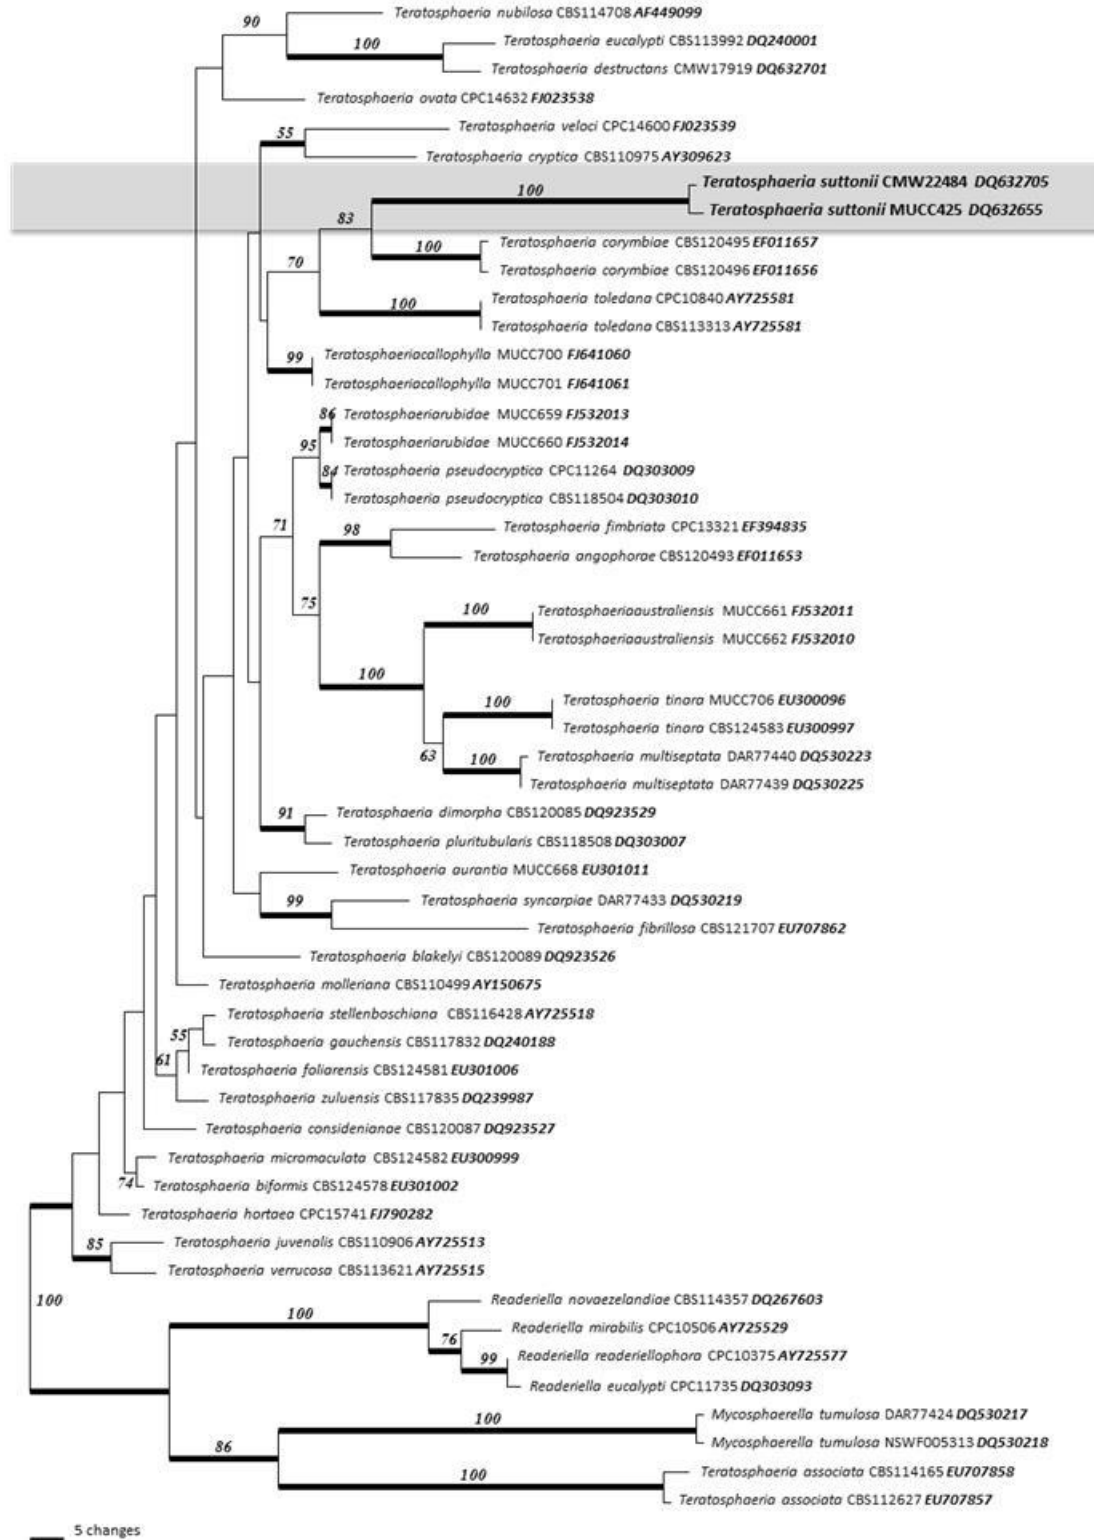 90
Teratosphaeria nubilosa CBS114708 AF449099
100
Teratosphaeria eucalypti CBS113992 DQ240001
Teratosphaeria destructans CMW17919 DQ632701
Teratosphaeria ovata CPC14632 FJ023538
55
Teratosphaeria veloci CPC14600 FJ023539
Teratosphaeria cryptica CBS110975 AY309623
100
Teratosphaeria suttonii CMW22484 DQ632705
Teratosphaeria suttonii MUCC425 DQ632655
83
100
Teratosphaeria corymbiae CBS120495 EF011657
Teratosphaeria corymbiae CBS120496 EF011656
70
100
Teratosphaeria toledana CPC10840 AY725581
Teratosphaeria toledana CBS113313 AY725581
99
Teratosphaeriacallophylla MUCC700 FJ641060
Teratosphaeriacallophylla MUCC701 FJ641061
86
Teratosphaeriarubidae MUCC659 FJ532013
Teratosphaeriarubidae MUCC660 FJ532014
95
84
Teratosphaeria pseudocryptica CPC11264 DQ303009
Teratosphaeria pseudocryptica CBS118504 DQ303010
71
98
Teratosphaeria fimbriata CPC13321 EF394835
Teratosphaeria angophorae CBS120493 EF011653
75
100
Teratosphaeriaaustraliensis MUCC661 FJ532011
Teratosphaeriaaustraliensis MUCC662 FJ532010
100
100
Teratosphaeria tinara MUCC706 EU300096
Teratosphaeria tinara CBS124583 EU300997
63
100
Teratosphaeria multiseptata DAR77440 DQ530223
Teratosphaeria multiseptata DAR77439 DQ530225
91
Teratosphaeria dimorpha CBS120085 DQ923529
Teratosphaeria pluritubularis CBS118508 DQ303007
Teratosphaeria aurantia MUCC668 EU301011
99
Teratosphaeria syncarpiae DAR77433 DQ530219
Teratosphaeria fibrillosa CBS121707 EU707862
Teratosphaeria blakelyi CBS120089 DQ923526
Teratosphaeria molleriana CBS110499 AY150675
Teratosphaeria stellenboschiana CBS116428 AY725518
55
Teratosphaeria gauchensis CBS117832 DQ240188
61
Teratosphaeria foliarensis CBS124581 EU301006
Teratosphaeria zuluensis CBS117835 DQ239987
Teratosphaeria considenianae CBS120087 DQ923527
Teratosphaeria micromaculata CBS124582 EU300999
74
Teratosphaeria biformis CBS124578 EU301002
Teratosphaeria hortaea CPC15741 FJ790282
85
Teratosphaeria juvenalis CBS110906 AY725513
Teratosphaeria verrucosa CBS113621 AY725515
100
100
Readeriella novaezelandiae CBS114357 DQ267603
76
Readeriella mirabilis CPC10506 AY725529
99
Readeriella readeriellophora CPC10375 AY725577
Readeriella eucalypti CPC11735 DQ303093
100
Mycosphaerella tumulosa DAR77424 DQ530217
Mycosphaerella tumulosa NSWF005313 DQ530218
86
100
Teratosphaeria associata CBS114165 EU707858
Teratosphaeria associata CBS112627 EU707857
5 changes